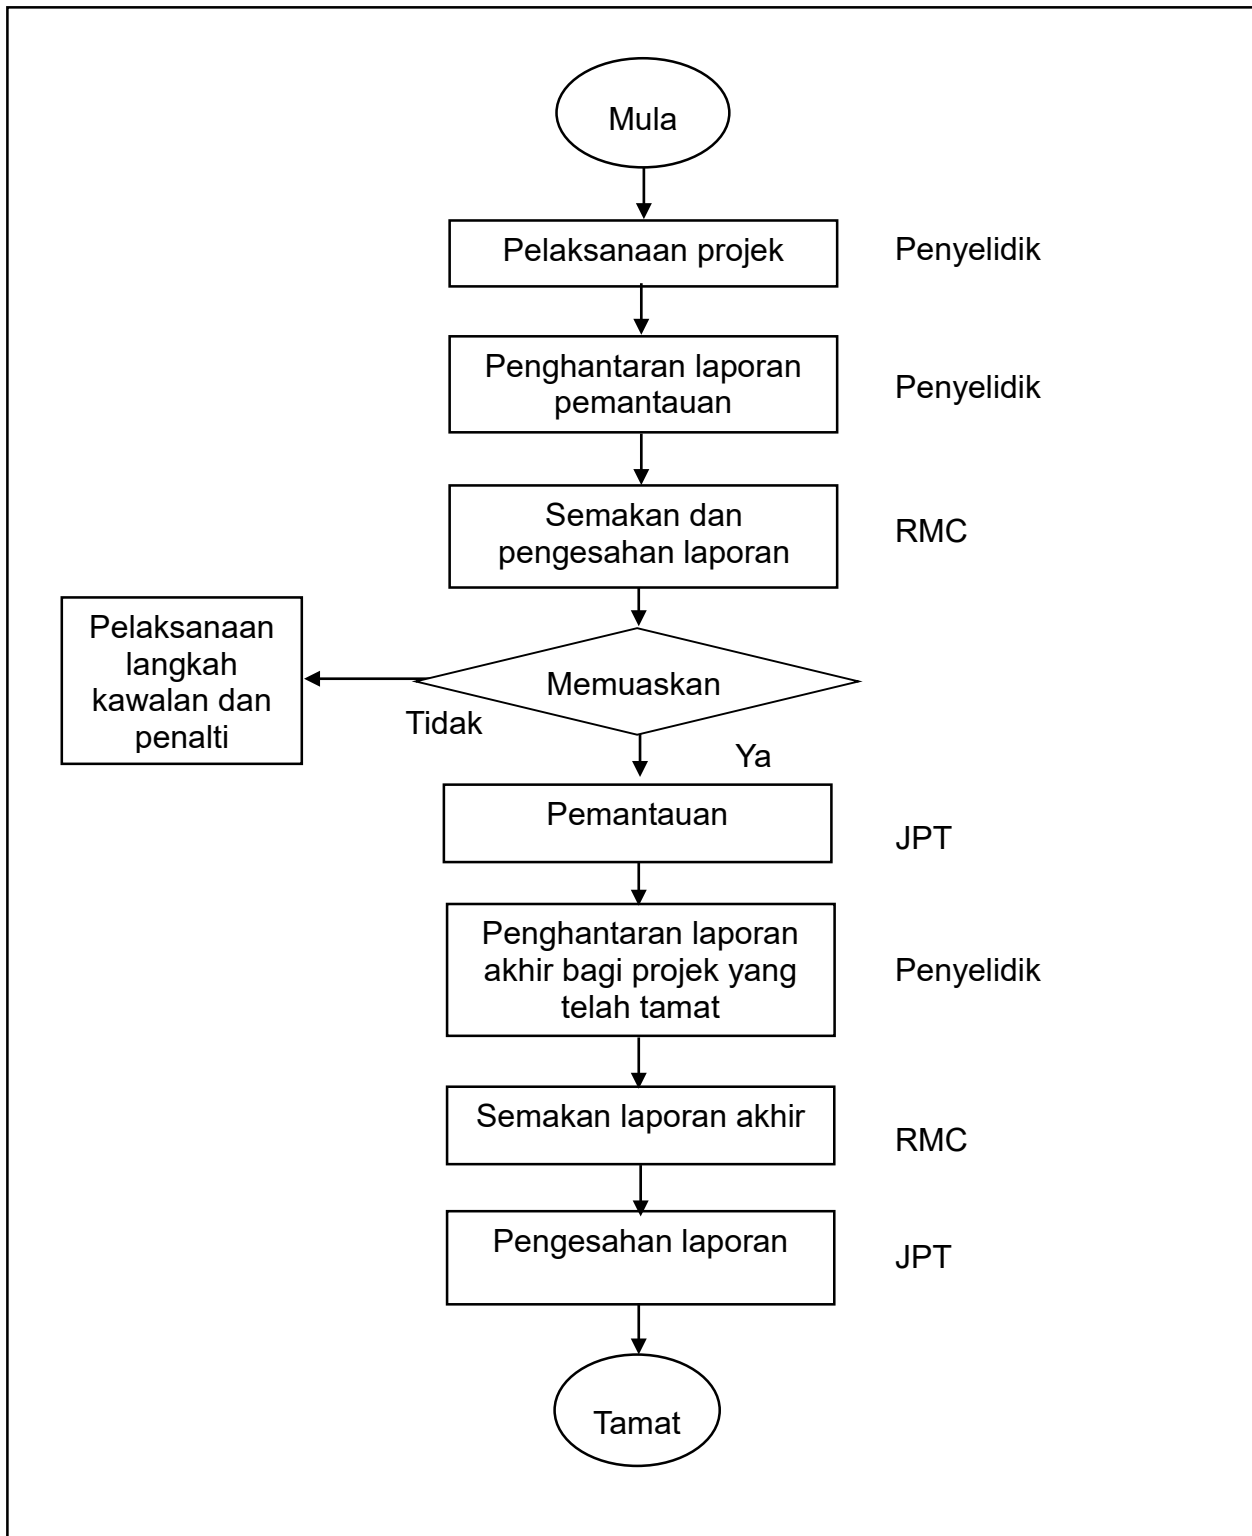 Mula
Pelaksanaan projek
Penyelidik
Penghantaran laporan
pemantauan
Penyelidik
Semakan dan
pengesahan laporan
RMC
Pelaksanaan
langkah
kawalan dan
penalti
Memuaskan
Tidak
Ya
Pemantauan
JPT
Penghantaran laporan
akhir bagi projek yang
telah tamat
Penyelidik
Semakan laporan akhir
RMC
Pengesahan laporan
JPT
Tamat